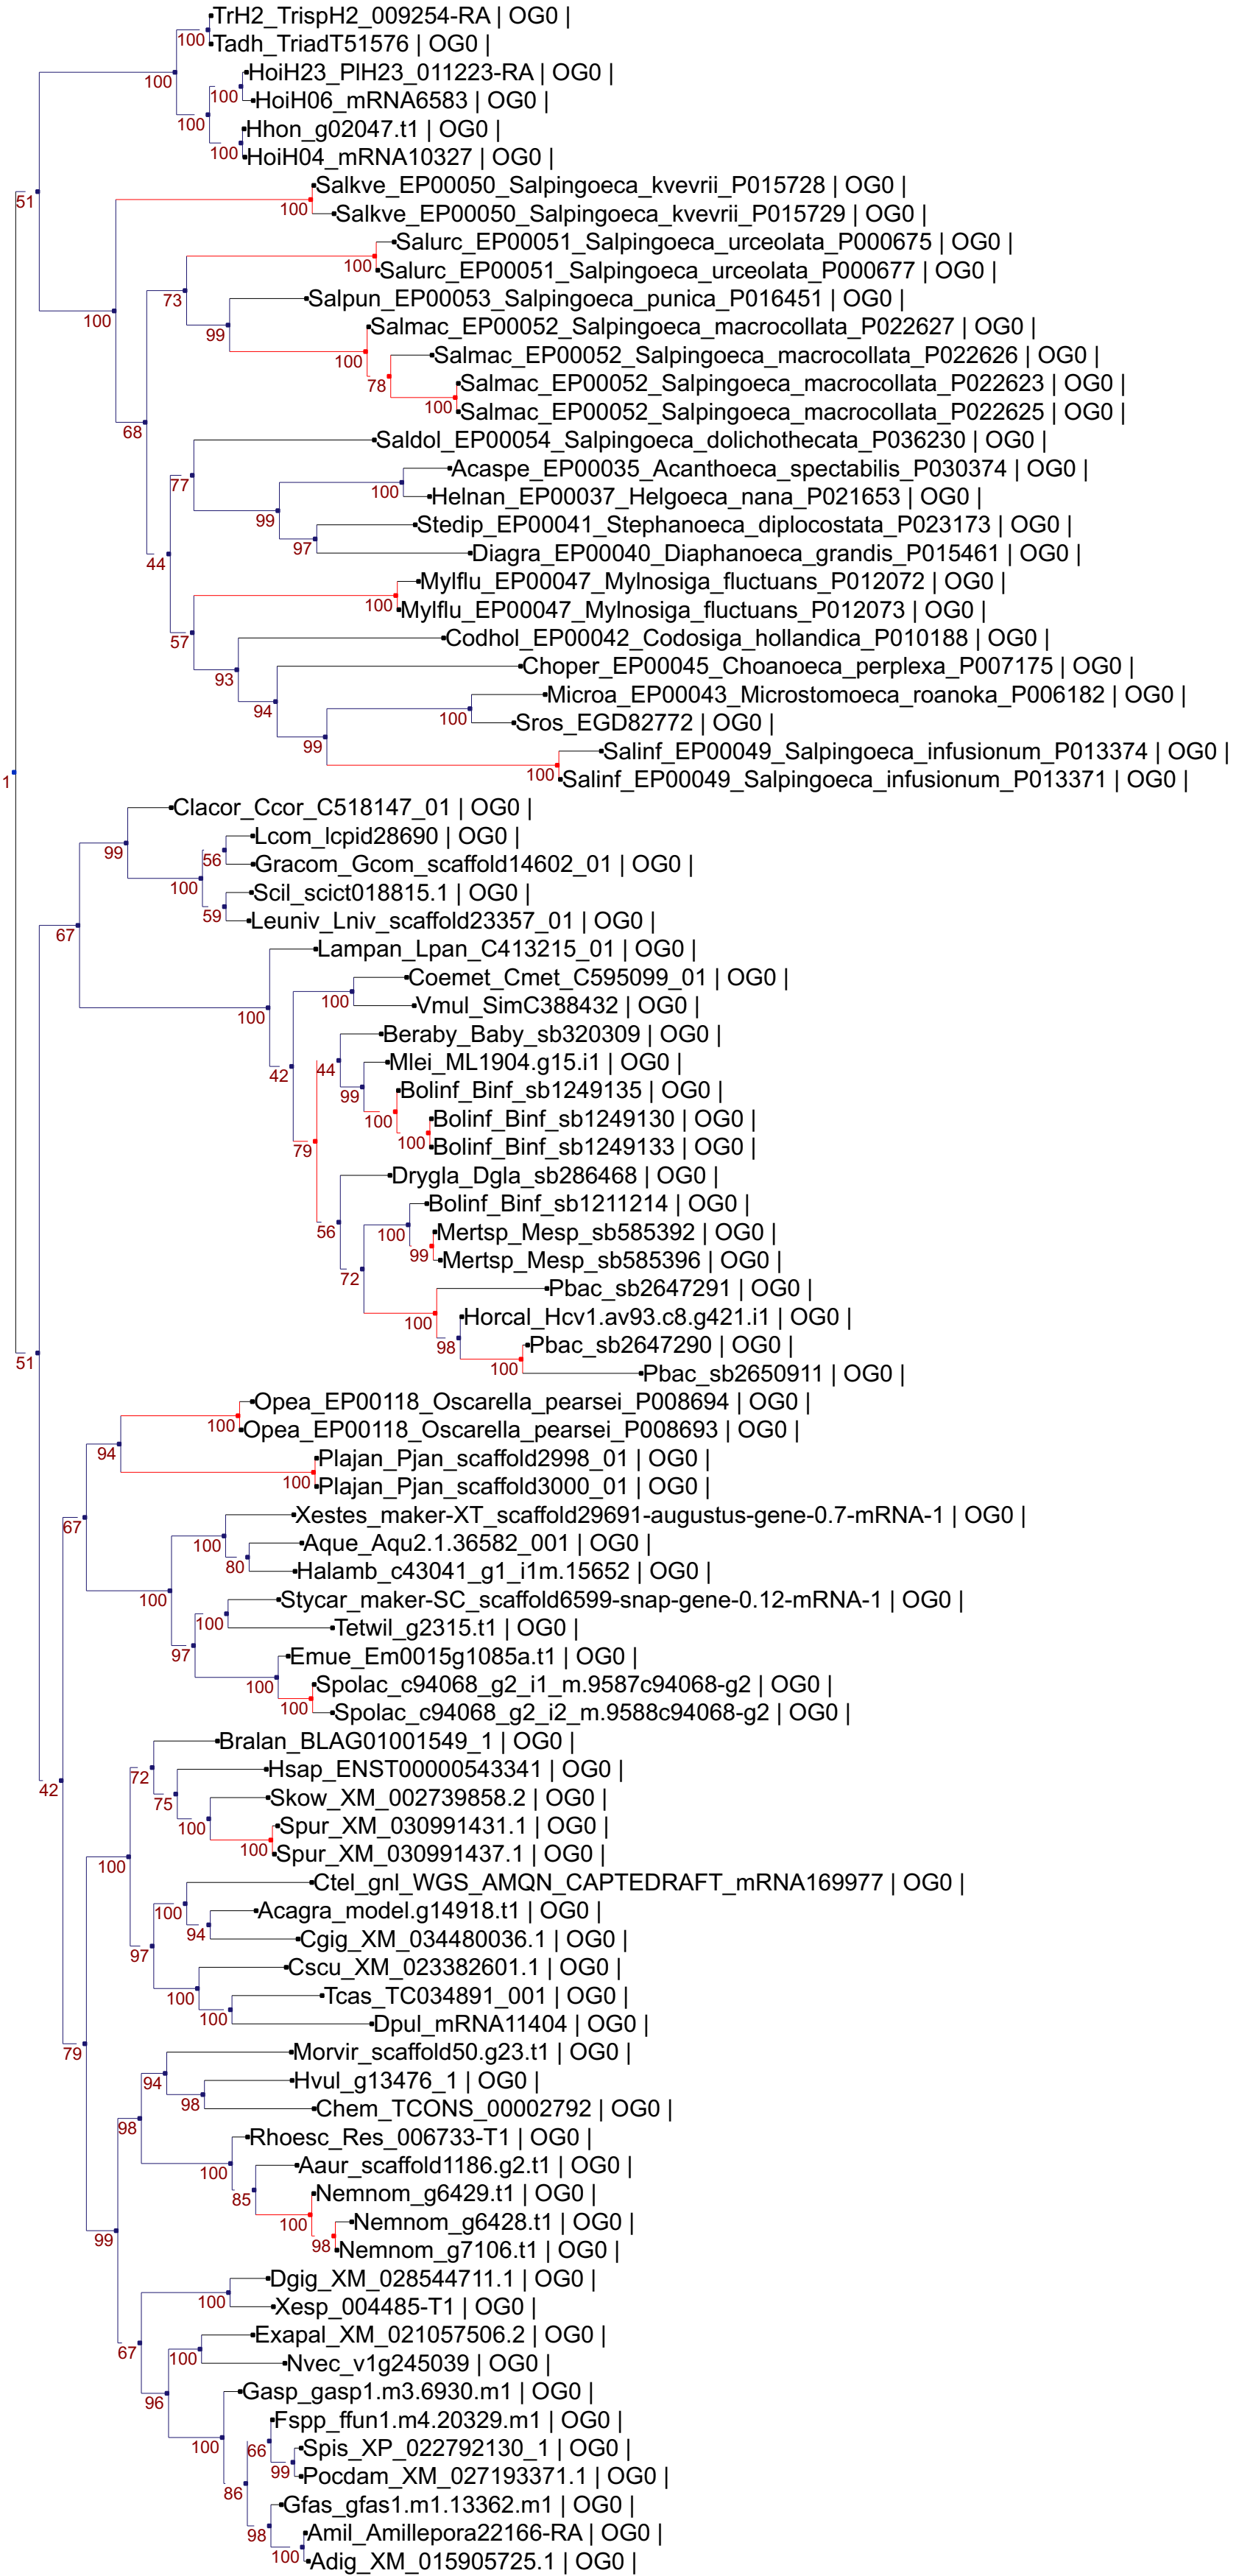 TrH2_TrispH2_009254-RA | OG0 |
100
Tadh_TriadT51576 | OG0 |
HoiH23_PlH23_011223-RA | OG0 |
100
100
HoiH06_mRNA6583 | OG0 |
100
Hhon_g02047.t1 | OG0 |
100
HoiH04_mRNA10327 | OG0 |
Salkve_EP00050_Salpingoeca_kvevrii_P015728 | OG0 |
51
100
Salkve_EP00050_Salpingoeca_kvevrii_P015729 | OG0 |
Salurc_EP00051_Salpingoeca_urceolata_P000675 | OG0 |
100
Salurc_EP00051_Salpingoeca_urceolata_P000677 | OG0 |
73
Salpun_EP00053_Salpingoeca_punica_P016451 | OG0 |
100
99
Salmac_EP00052_Salpingoeca_macrocollata_P022627 | OG0 |
100
Salmac_EP00052_Salpingoeca_macrocollata_P022626 | OG0 |
78
Salmac_EP00052_Salpingoeca_macrocollata_P022623 | OG0 |
100
Salmac_EP00052_Salpingoeca_macrocollata_P022625 | OG0 |
68
Saldol_EP00054_Salpingoeca_dolichothecata_P036230 | OG0 |
77
Acaspe_EP00035_Acanthoeca_spectabilis_P030374 | OG0 |
100
Helnan_EP00037_Helgoeca_nana_P021653 | OG0 |
99
Stedip_EP00041_Stephanoeca_diplocostata_P023173 | OG0 |
97
Diagra_EP00040_Diaphanoeca_grandis_P015461 | OG0 |
44
Mylflu_EP00047_Mylnosiga_fluctuans_P012072 | OG0 |
100
Mylflu_EP00047_Mylnosiga_fluctuans_P012073 | OG0 |
57
Codhol_EP00042_Codosiga_hollandica_P010188 | OG0 |
93
Choper_EP00045_Choanoeca_perplexa_P007175 | OG0 |
94
Microa_EP00043_Microstomoeca_roanoka_P006182 | OG0 |
100
Sros_EGD82772 | OG0 |
99
Salinf_EP00049_Salpingoeca_infusionum_P013374 | OG0 |
100
1
Salinf_EP00049_Salpingoeca_infusionum_P013371 | OG0 |
Clacor_Ccor_C518147_01 | OG0 |
Lcom_lcpid28690 | OG0 |
99
56
Gracom_Gcom_scaffold14602_01 | OG0 |
100
Scil_scict018815.1 | OG0 |
59
Leuniv_Lniv_scaffold23357_01 | OG0 |
67
Lampan_Lpan_C413215_01 | OG0 |
Coemet_Cmet_C595099_01 | OG0 |
100
Vmul_SimC388432 | OG0 |
100
Beraby_Baby_sb320309 | OG0 |
Mlei_ML1904.g15.i1 | OG0 |
44
42
Bolinf_Binf_sb1249135 | OG0 |
99
Bolinf_Binf_sb1249130 | OG0 |
100
100
Bolinf_Binf_sb1249133 | OG0 |
79
Drygla_Dgla_sb286468 | OG0 |
Bolinf_Binf_sb1211214 | OG0 |
56
100
Mertsp_Mesp_sb585392 | OG0 |
99
Mertsp_Mesp_sb585396 | OG0 |
72
Pbac_sb2647291 | OG0 |
Horcal_Hcv1.av93.c8.g421.i1 | OG0 |
100
98
Pbac_sb2647290 | OG0 |
51
100
Pbac_sb2650911 | OG0 |
Opea_EP00118_Oscarella_pearsei_P008694 | OG0 |
100
Opea_EP00118_Oscarella_pearsei_P008693 | OG0 |
94
Plajan_Pjan_scaffold2998_01 | OG0 |
100
Plajan_Pjan_scaffold3000_01 | OG0 |
Xestes_maker-XT_scaffold29691-augustus-gene-0.7-mRNA-1 | OG0 |
67
100
Aque_Aqu2.1.36582_001 | OG0 |
80
Halamb_c43041_g1_i1m.15652 | OG0 |
100
Stycar_maker-SC_scaffold6599-snap-gene-0.12-mRNA-1 | OG0 |
100
Tetwil_g2315.t1 | OG0 |
97
Emue_Em0015g1085a.t1 | OG0 |
100
Spolac_c94068_g2_i1_m.9587c94068-g2 | OG0 |
100
Spolac_c94068_g2_i2_m.9588c94068-g2 | OG0 |
Bralan_BLAG01001549_1 | OG0 |
Hsap_ENST00000543341 | OG0 |
72
42
Skow_XM_002739858.2 | OG0 |
75
100
Spur_XM_030991431.1 | OG0 |
100
Spur_XM_030991437.1 | OG0 |
100
Ctel_gnl_WGS_AMQN_CAPTEDRAFT_mRNA169977 | OG0 |
100
Acagra_model.g14918.t1 | OG0 |
94
Cgig_XM_034480036.1 | OG0 |
97
Cscu_XM_023382601.1 | OG0 |
100
Tcas_TC034891_001 | OG0 |
100
Dpul_mRNA11404 | OG0 |
79
Morvir_scaffold50.g23.t1 | OG0 |
94
Hvul_g13476_1 | OG0 |
98
Chem_TCONS_00002792 | OG0 |
98
Rhoesc_Res_006733-T1 | OG0 |
100
Aaur_scaffold1186.g2.t1 | OG0 |
85
Nemnom_g6429.t1 | OG0 |
100
Nemnom_g6428.t1 | OG0 |
99
98
Nemnom_g7106.t1 | OG0 |
Dgig_XM_028544711.1 | OG0 |
100
Xesp_004485-T1 | OG0 |
Exapal_XM_021057506.2 | OG0 |
67
100
Nvec_v1g245039 | OG0 |
96
Gasp_gasp1.m3.6930.m1 | OG0 |
Fspp_ffun1.m4.20329.m1 | OG0 |
100
66
Spis_XP_022792130_1 | OG0 |
99
Pocdam_XM_027193371.1 | OG0 |
86
Gfas_gfas1.m1.13362.m1 | OG0 |
98
Amil_Amillepora22166-RA | OG0 |
100
Adig_XM_015905725.1 | OG0 |